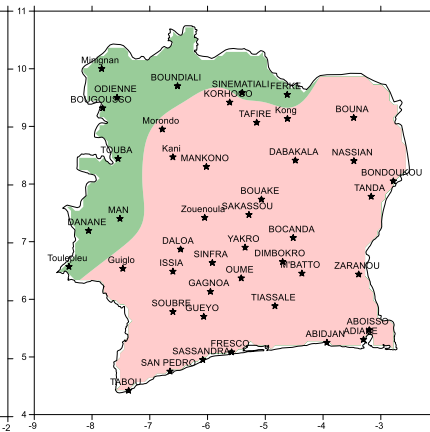 11
Minignan
10
BOUNDIALI
SINEMATIALI
FERKE
ODIENNE
KORHOGO
BOUGOUSSO
TAFIRE
Kong
BOUNA
9
Morondo
Kani
TOUBA
MANKONO
DABAKALA
NASSIAN
BONDOUKOU
8
TANDA
BOUAKE
MAN
Zouenoula
SAKASSOU
DANANE
7
DALOA
YAKRO
BOCANDA
Toulepleu
Guiglo
ISSIA
SINFRA
DIMBOKRO
OUME
M'BATTO
ZARANOU
6
GAGNOA
SOUBRE
GUEYO
TIASSALE
ABOISSO
ABIDJAN
5
FRESCO
SASSANDRA
SAN PEDRO
TABOU
4
-2
-9
-8
-7
-6
-5
-4
-3